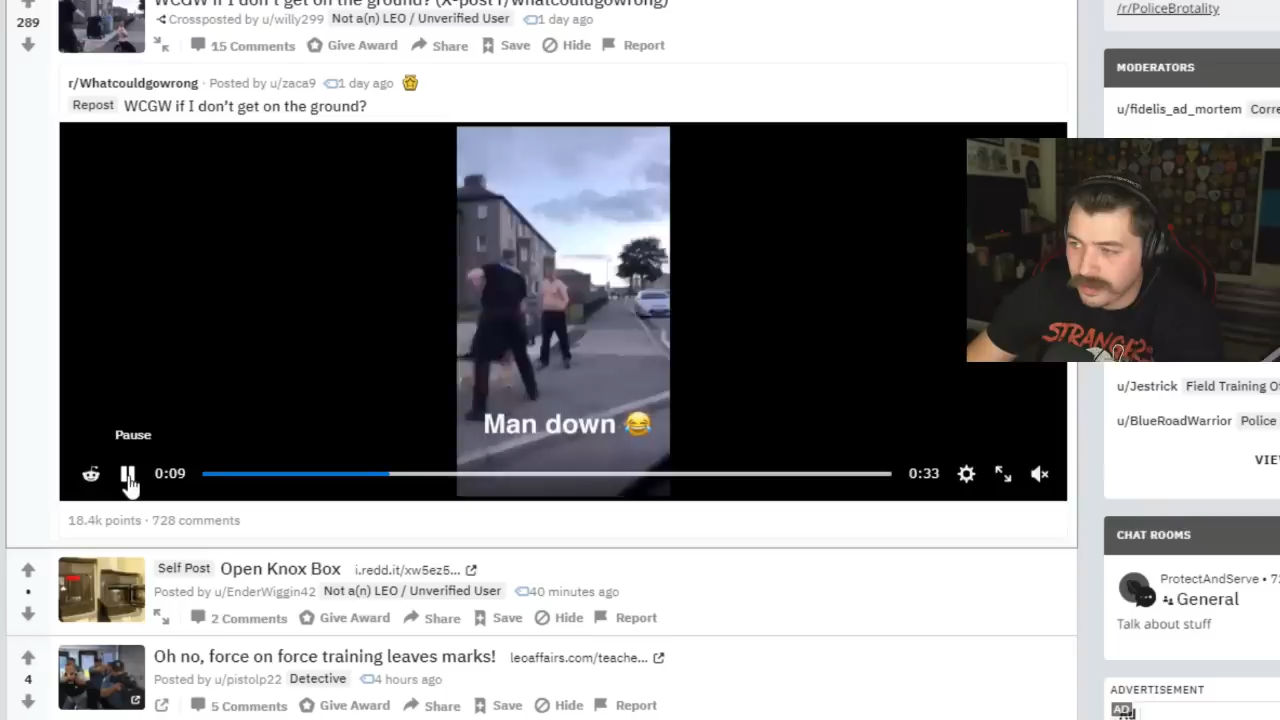 WCGW if I don't get on the ground? (X-post r/whatcouldgowrong)
289
Crossposted by u/willy299 Not a(n) LEO / Unverified User 1 day ago
15 Comments Give Award Share Save Hide Report
r/Whatcouldgowrong · Posted by u/zaca9 1 day ago
Repost WCGW if I don't get on the ground?
Man down 😂
Pause
0:09
0:33
18.4k points · 728 comments
Self Post Open Knox Box i.redd.it/xw5ez5...
Posted by u/EnderWiggin42 Not a(n) LEO / Unverified User 40 minutes ago
2 Comments Give Award Share Save Hide Report
Oh no, force on force training leaves marks! leoaffairs.com/teache...
4
Posted by u/pistolp22 Detective 4 hours ago
5 Comments Give Award Share Save Hide Report
/r/PoliceBrotality
MODERATORS
u/fidelis_ad_mortem Corre
STRANGER
u/Jestrick Field Training O
u/BlueRoadWarrior Police
VIE
CHAT ROOMS
ProtectAndServe • 7
General
Talk about stuff
ADVERTISEMENT
AD